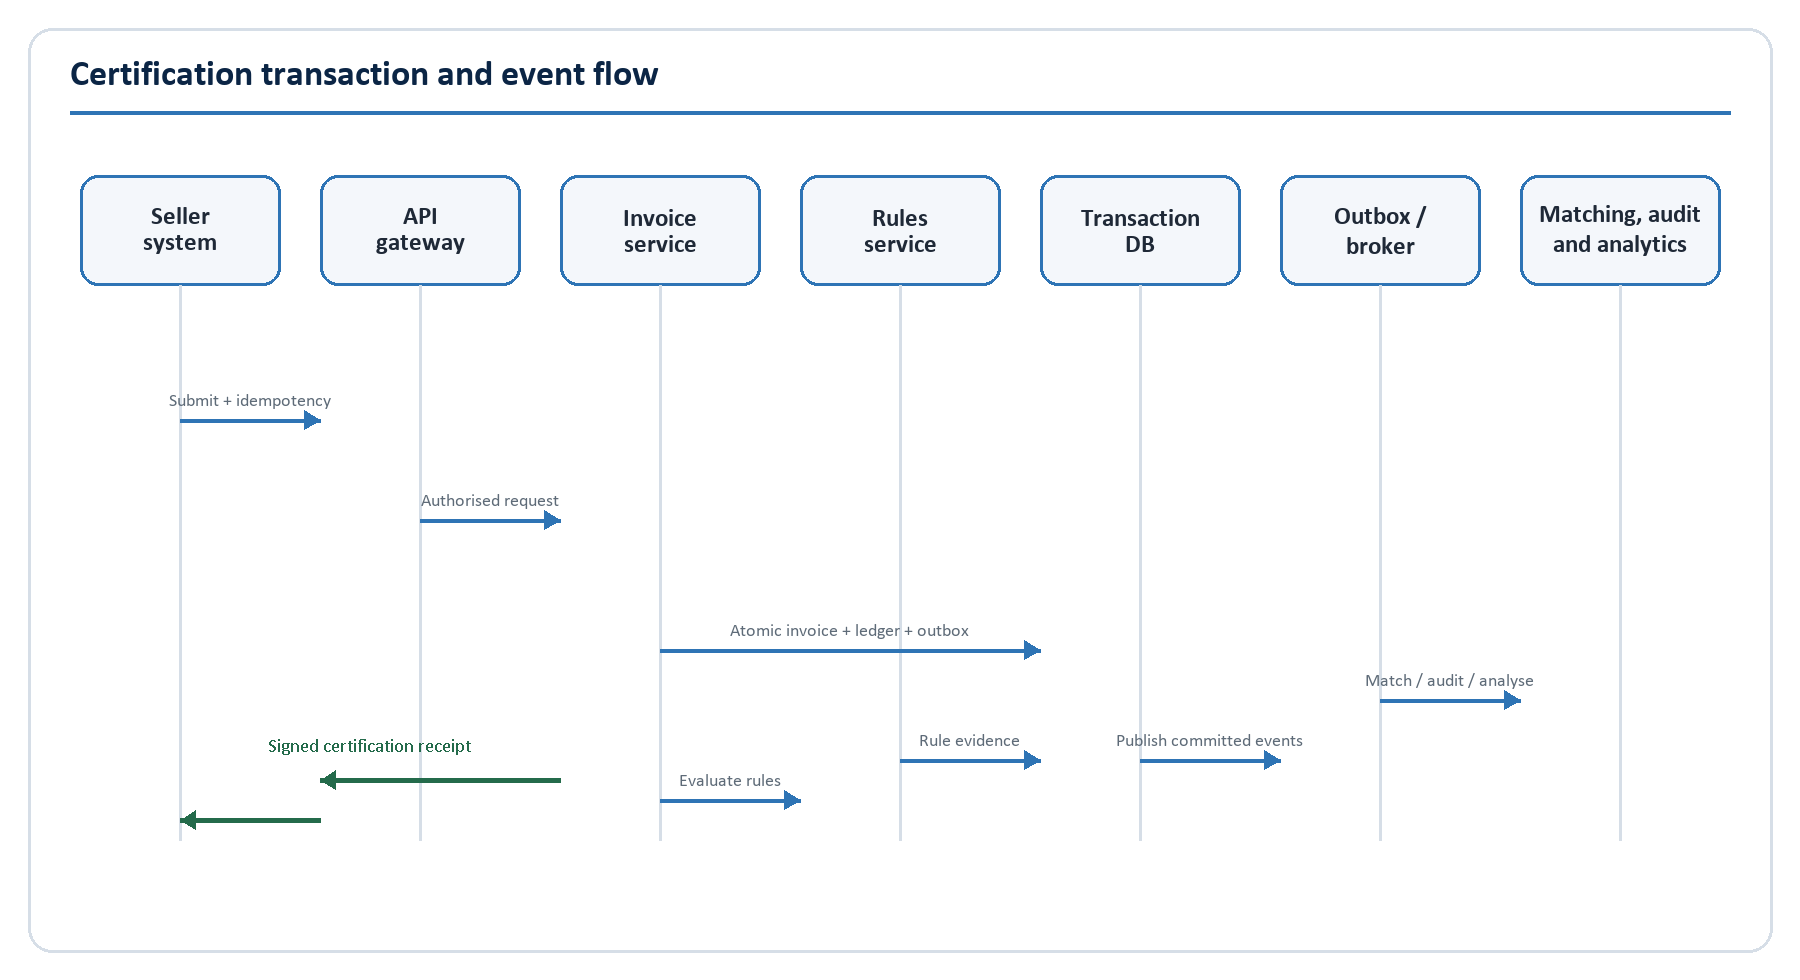 Certification transaction and event flow
Seller
system
API
gateway
Invoice
service
Rules
service
Transaction
DB
Outbox /
broker
Matching, audit
and analytics
Submit + idempotency
Authorised request
Atomic invoice + ledger + outbox
Match / audit / analyse
Signed certification receipt
Rule evidence
Publish committed events
Evaluate rules